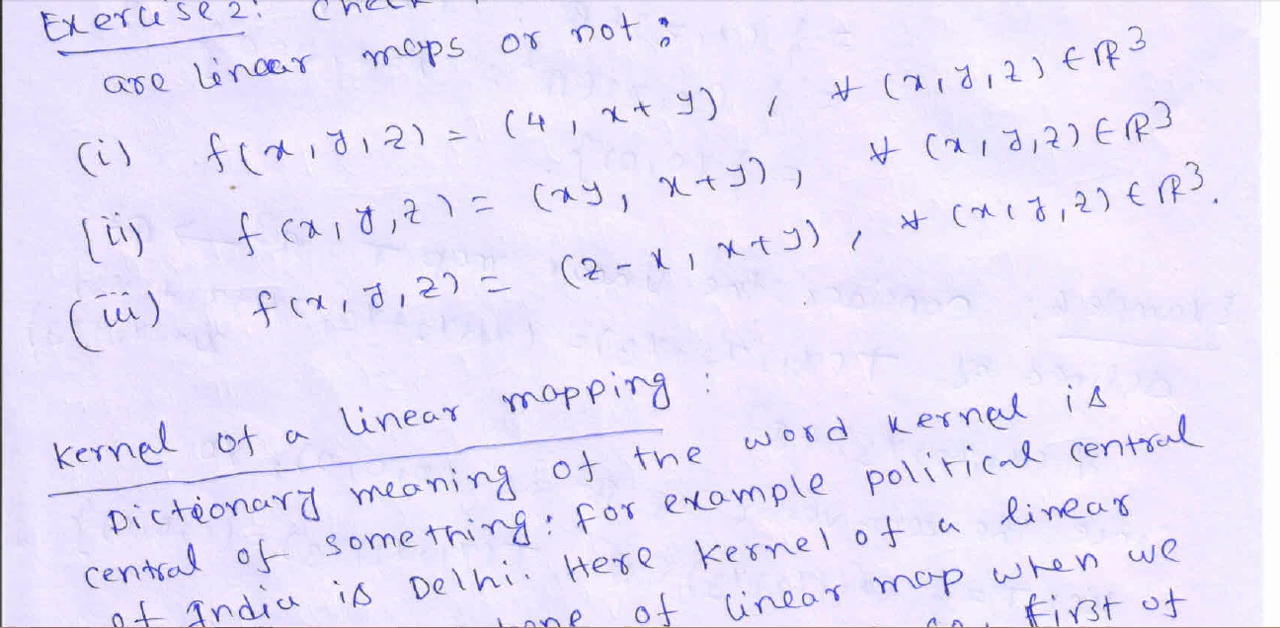 Exercise 2: Check
are linear maps or not:
(i) f(x,y,z) = (4, x+y), ∀ (x,y,z) ∈ ℝ³
(ii) f(x,y,z) = (xy, x+y), ∀ (x,y,z) ∈ ℝ³
(iii) f(x,y,z) = (z-x, x+y), ∀ (x,y,z) ∈ ℝ³.
Kernel of a linear mapping:
Dictionary meaning of the word kernel is
central of something: for example political central
of India is Delhi. Here kernel of a linear
of linear map when we
First of